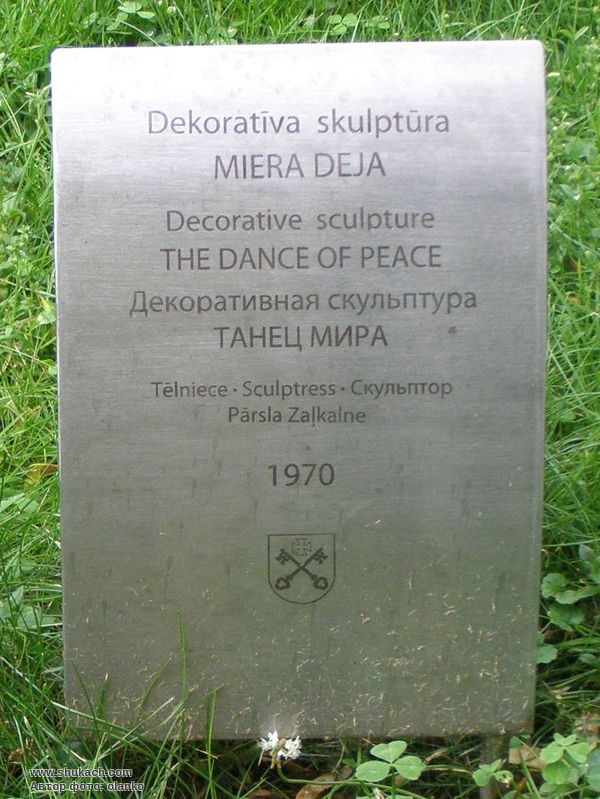 Dekoratīva skulptūra
MIERA DEJA
Decorative sculpture
THE DANCE OF PEACE
Декоративная скульптура
ТАНЕЦ МИРА
Tēlniece · Sculptress · Скульптор
Pārsla Zaļkalne
1970
www.shukach.com
Автор фото: olanko